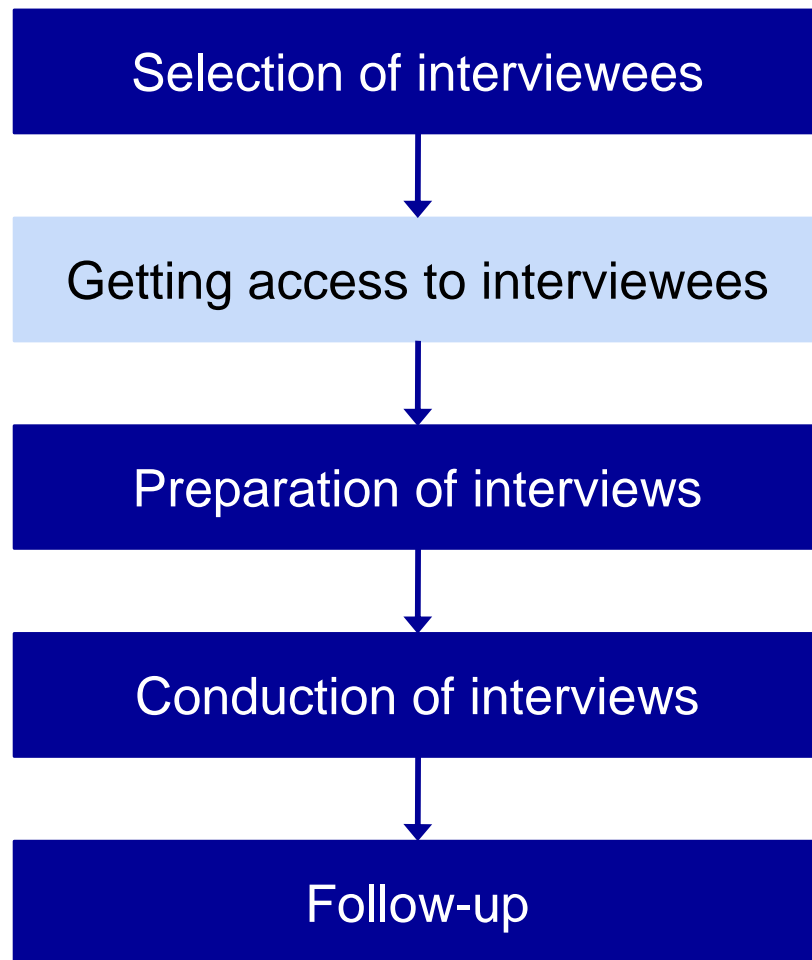 Selection of interviewees
Getting access to interviewees
Preparation of interviews
Conduction of interviews
Follow-up